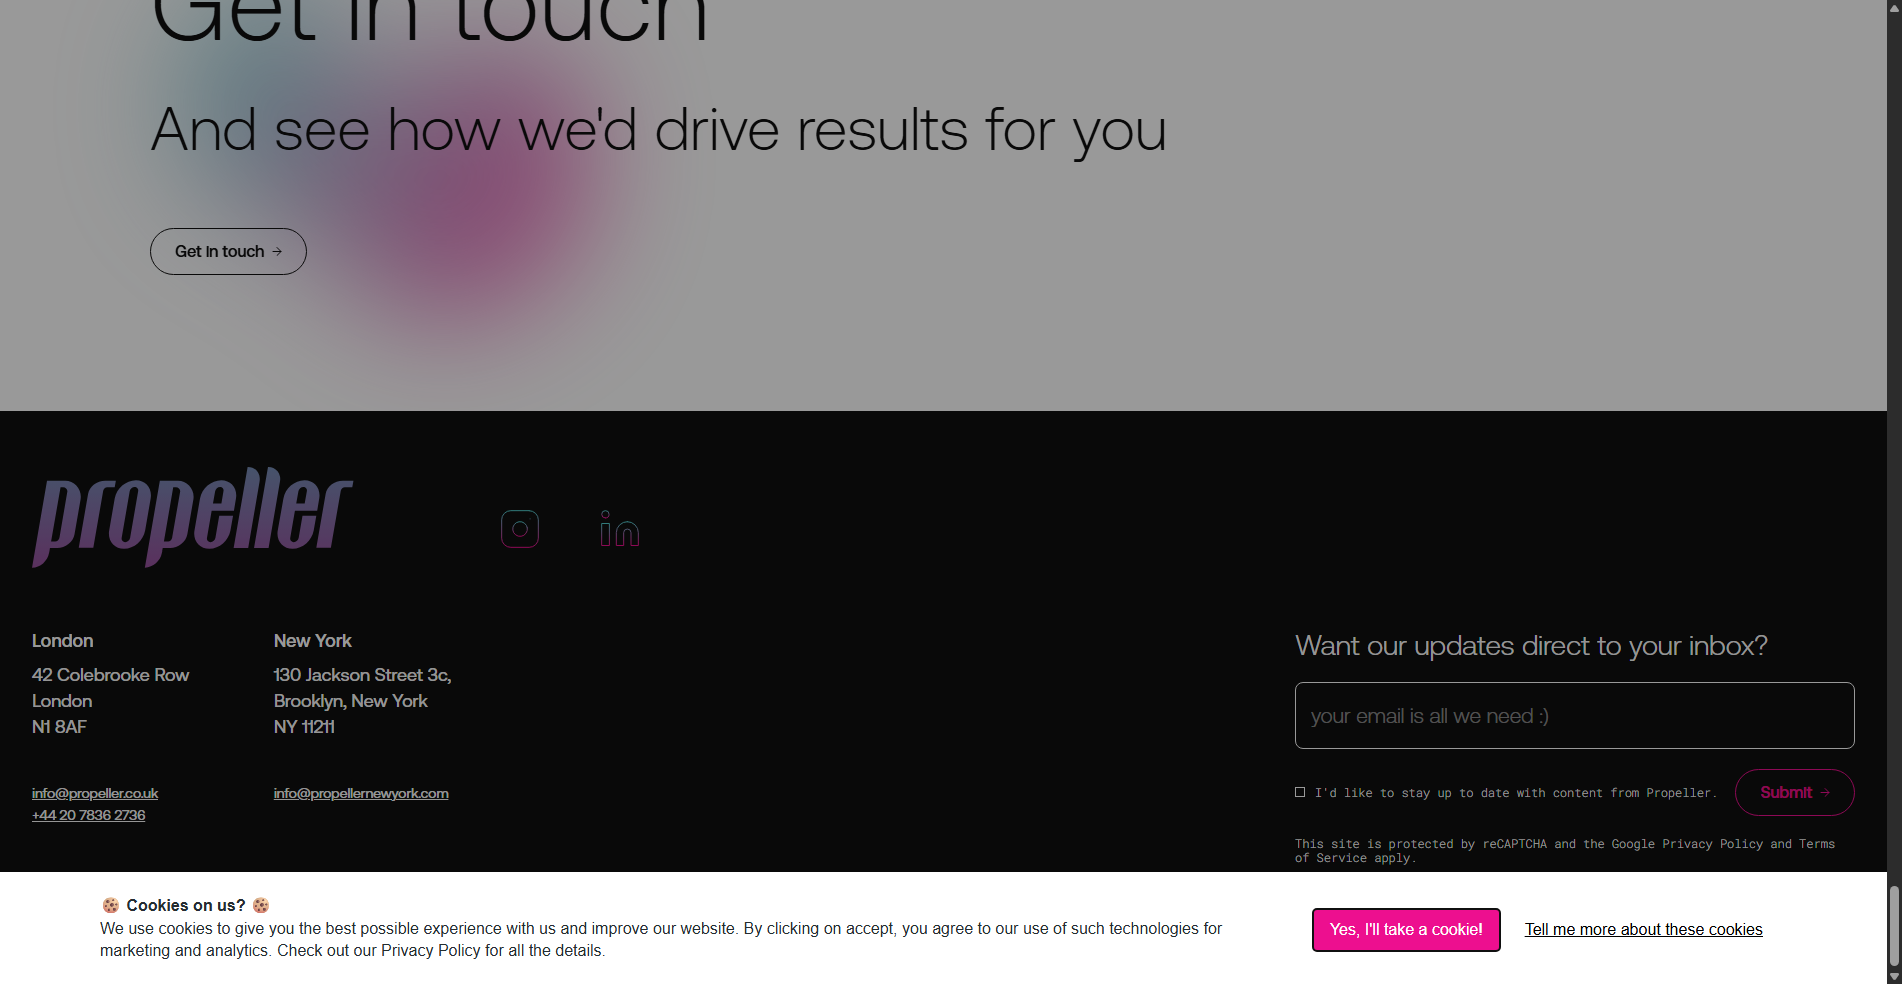 Get in touch
And see how we'd drive results for you
Get in touch →
propeller
London
42 Colebrooke Row
London
N1 8AF
info@propeller.co.uk
+44 20 7836 2736
New York
130 Jackson Street 3c,
Brooklyn, New York
NY 11211
info@propellernewyork.com
Want our updates direct to your inbox?
your email is all we need :)
I'd like to stay up to date with content from Propeller.
Submit →
This site is protected by reCAPTCHA and the Google Privacy Policy and Terms
of Service apply.
🍪 Cookies on us? 🍪
We use cookies to give you the best possible experience with us and improve our website. By clicking on accept, you agree to our use of such technologies for
marketing and analytics. Check out our Privacy Policy for all the details.
Yes, I'll take a cookie!
Tell me more about these cookies